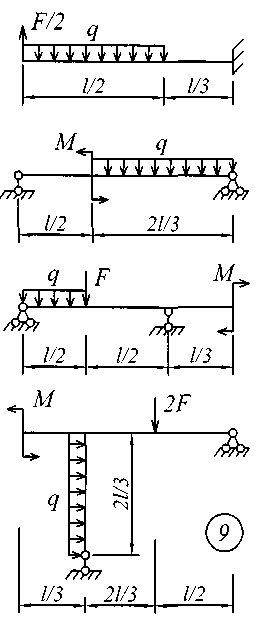 F/2
q
l/2 l/3
M q
l/2 2l/3
q F M
l/2 l/2 l/3
M 2F
q 2l/3
9
l/3 2l/3 l/2